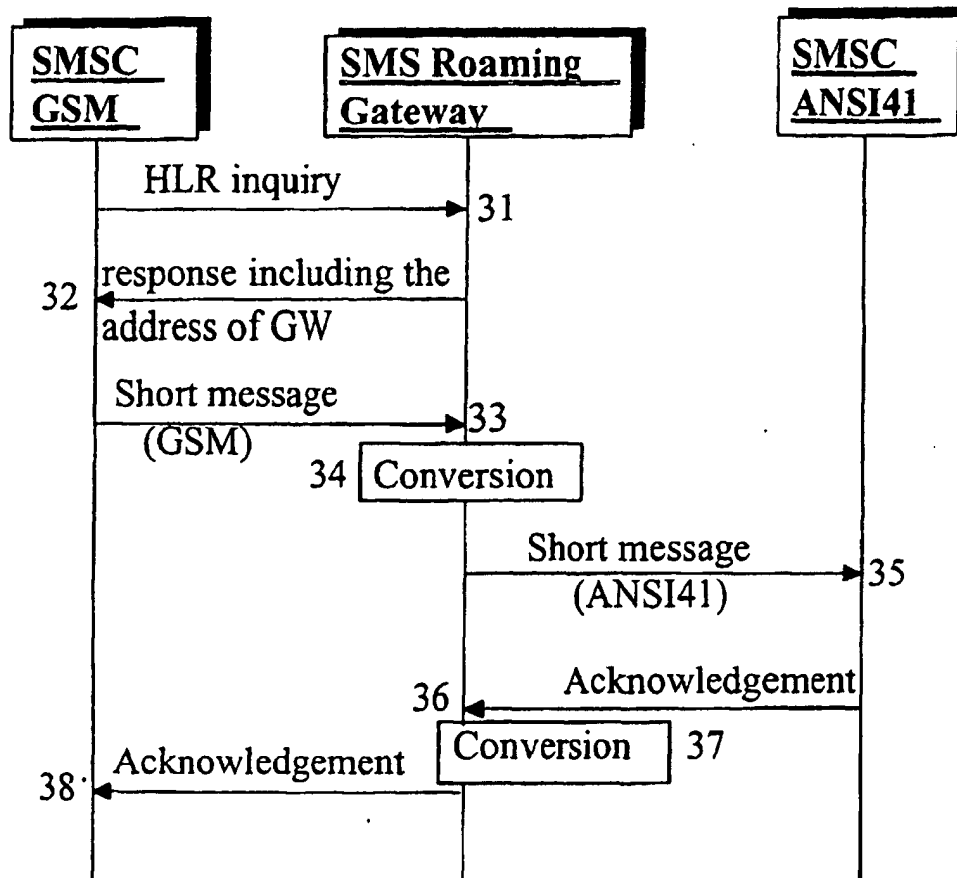 SMSC
GSM
SMS Roaming
Gateway
SMSC
ANSI41
HLR inquiry
31
32
response including the
address of GW
Short message
(GSM)
33
34
Conversion
Short message
(ANSI41)
35
36
Acknowledgement
Conversion
37
38
Acknowledgement